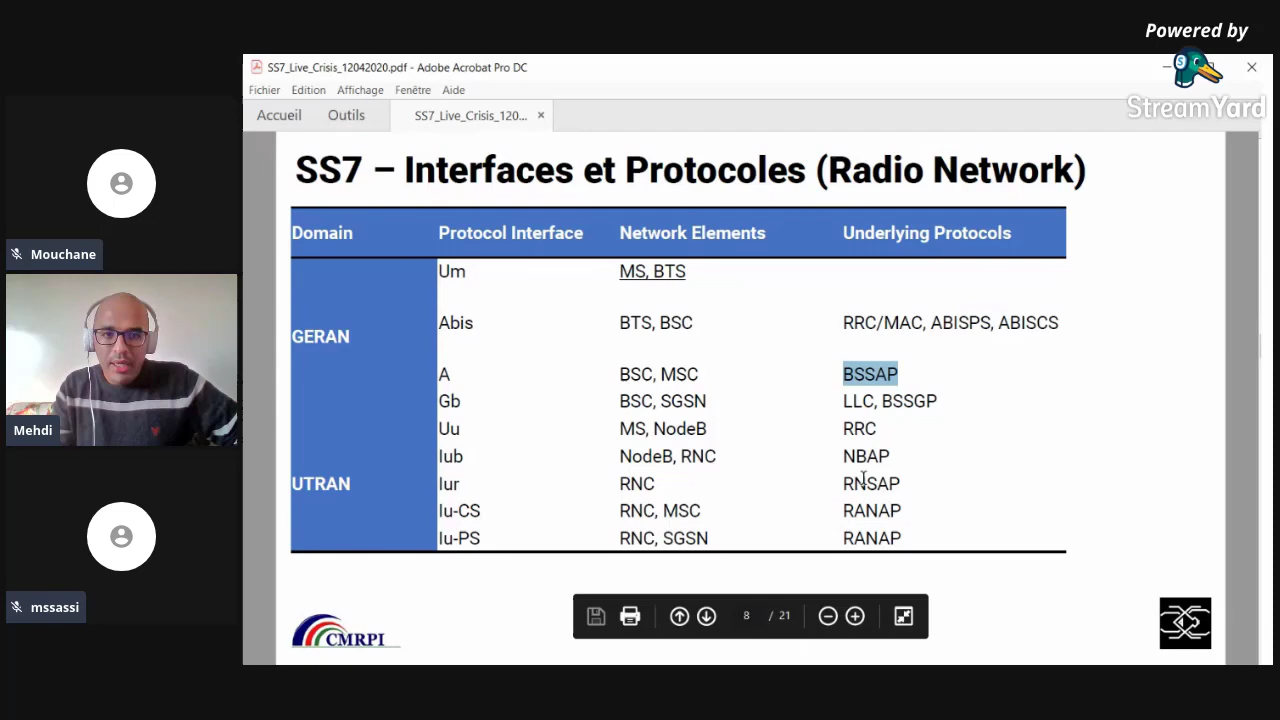 Powered by
StreamYard
SS7_Live_Crisis_12042020.pdf - Adobe Acrobat Pro DC
Fichier Edition Affichage Fenêtre Aide
Accueil Outils SS7_Live_Crisis_120... ×
SS7 – Interfaces et Protocoles (Radio Network)
Domain Protocol Interface Network Elements Underlying Protocols
Um MS, BTS
GERAN
Abis BTS, BSC RRC/MAC, ABISPS, ABISCS
A BSC, MSC BSSAP
Gb BSC, SGSN LLC, BSSGP
Uu MS, NodeB RRC
Iub NodeB, RNC NBAP
UTRAN Iur RNC RNSAP
Iu-CS RNC, MSC RANAP
Iu-PS RNC, SGSN RANAP
8 / 21
CMRPI
Mouchane
Mehdi
mssassi